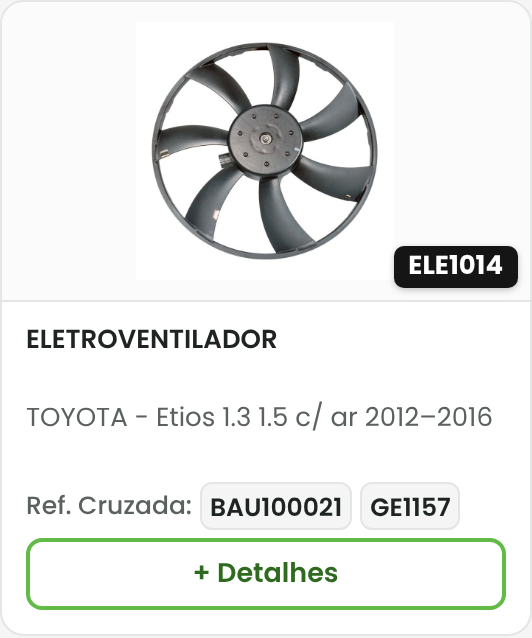 ELE1014
ELETROVENTILADOR
TOYOTA - Etios 1.3 1.5 c/ ar 2012–2016
Ref. Cruzada: BAU100021 GE1157
+ Detalhes